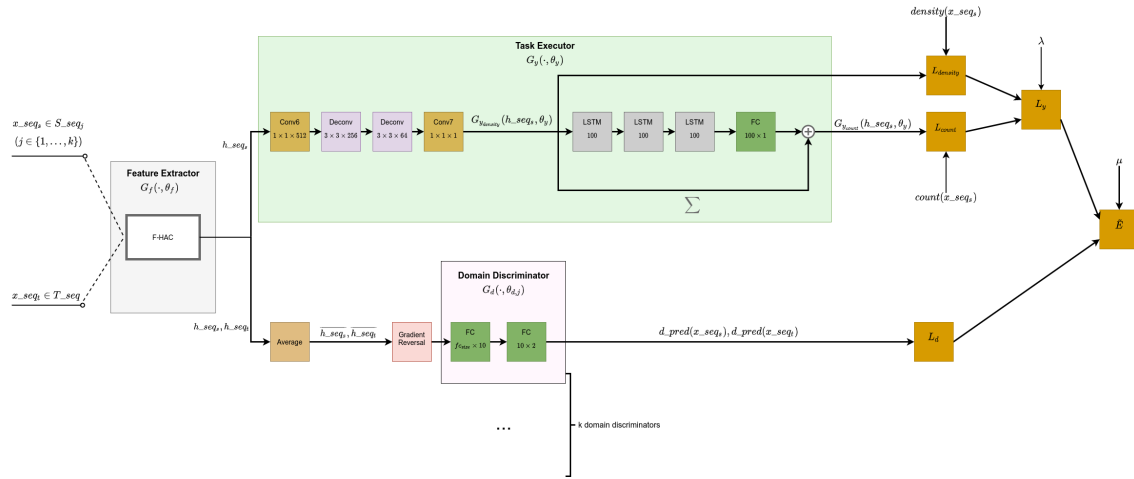 density(x_seq_s)
λ
Task Executor
G_y(·, θ_y)
L_density
L_y
x_seq_s ∈ S_seq_j
(j ∈ {1, . . . , k})
Conv6
1 × 1 × 512
Deconv
3 × 3 × 256
Deconv
3 × 3 × 64
Conv7
1 × 1 × 1
G_y_density(h_seq_s, θ_y)
LSTM
100
LSTM
100
LSTM
100
FC
100 × 1
G_y_count(h_seq_s, θ_y)
L_count
h_seq_s
Feature Extractor
G_f(·, θ_f)
μ
count(x_seq_s)
∑
F-HAC
Ẽ
Domain Discriminator
G_d(·, θ_d,j)
x_seq_t ∈ T_seq
h_seq_s, h_seq_t
h_seq_s, h_seq_t
d_pred(x_seq_s), d_pred(x_seq_t)
Average
Gradient
Reversal
FC
fc_size × 10
FC
10 × 2
L_d
...
k domain discriminators